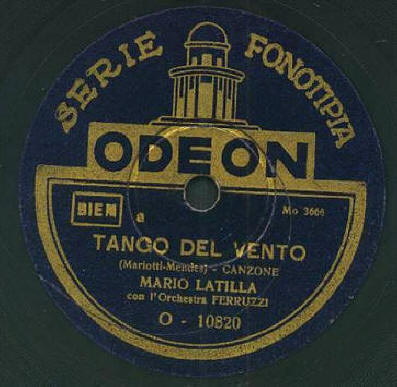 SERIE FONOTIPIA
ODEON
BIEM a Mo 3664
TANGO DEL VENTO
(Mariotti-Mendes) - CANZONE
MARIO LATILLA
con l'Orchestra FERRUZZI
O - 10820